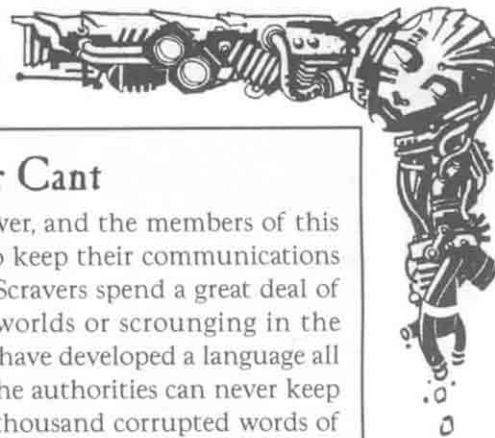 r Cant
ver, and the members of this
o keep their communications
Scravers spend a great deal of
worlds or scrounging in the
have developed a language all
he authorities can never keep
thousand corrupted words of